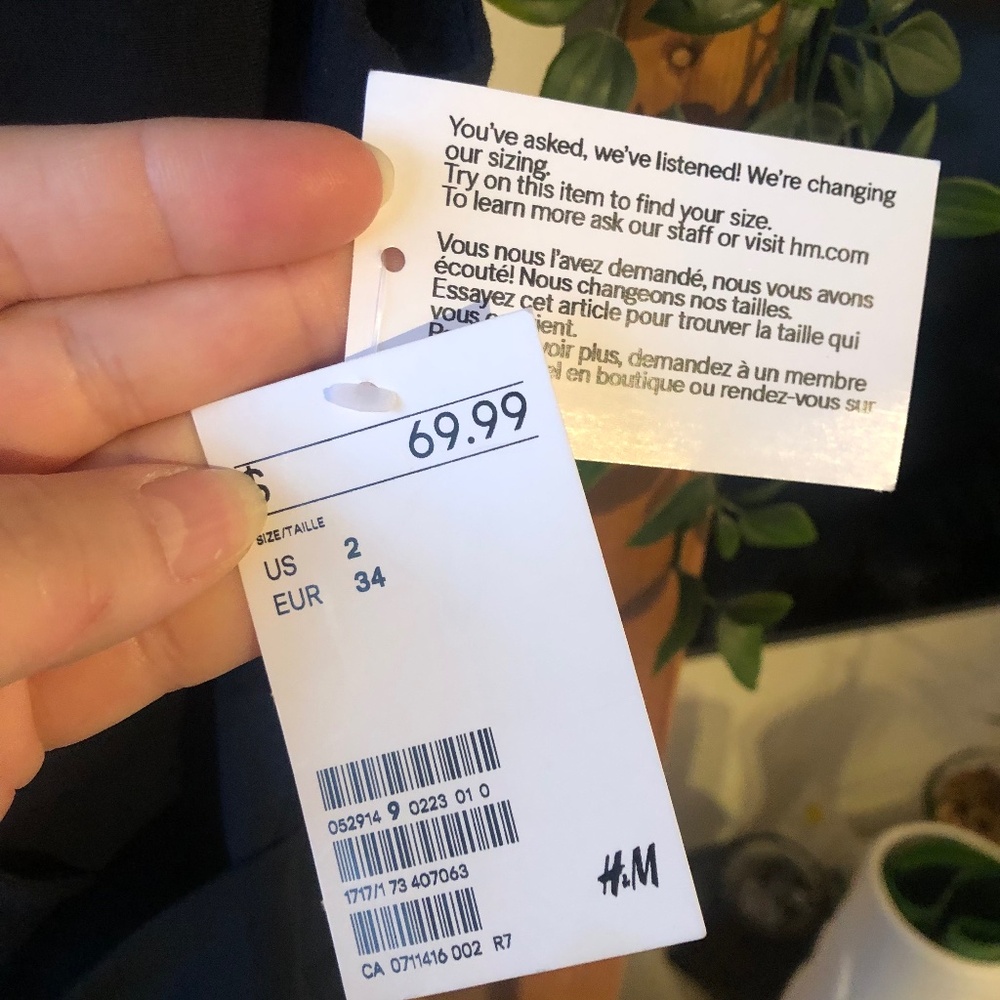 You've asked, we've listened! We're changing
our sizing.
Try on this item to find your size.
To learn more ask our staff or visit hm.com
Vous nous l'avez demandé, nous vous avons
écouté! Nous changeons nos tailles.
Essayez cet article pour trouver la taille qui
vous
plus, demandez à un membre
en boutique ou rendez-vous sur
$ 69.99
SIZE/TAILLE
US 2
EUR 34
052914 9 0223 01 0
1717/1 73 407063
CA 0711416 002 R7
H&M